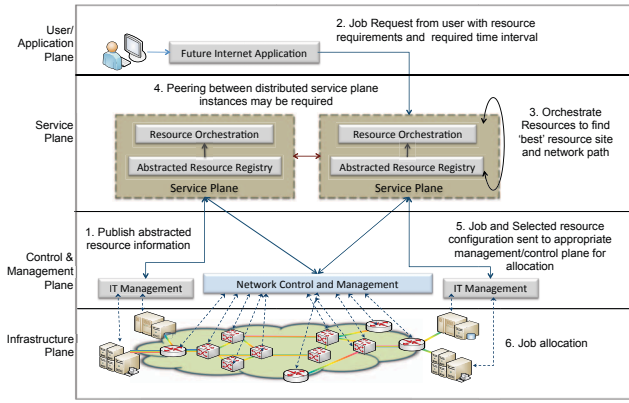 User/
Application
Plane
Future Internet Application
2. Job Request from user with resource
requirements and required time interval
4. Peering between distributed service plane
instances may be required
Service
Plane
Resource Orchestration
Abstracted Resource Registry
Service Plane
Resource Orchestration
Abstracted Resource Registry
Service Plane
3. Orchestrate
Resources to find
‘best’ resource site
and network path
1. Publish abstracted
resource information
5. Job and Selected resource
configuration sent to appropriate
management/control plane for
allocation
Control &
Management
Plane
IT Management
Network Control and Management
IT Management
Infrastructure
Plane
6. Job allocation